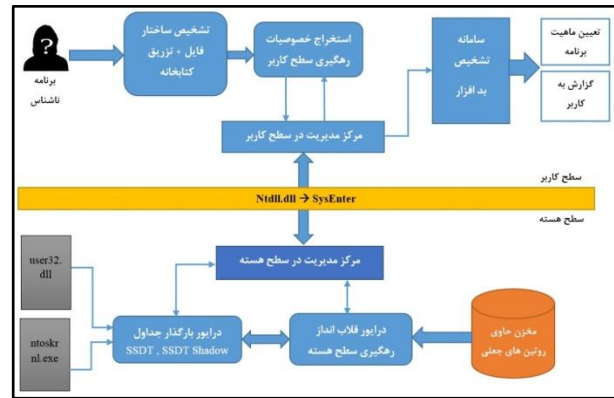 برنامه
ناشناس
تشخیص ساختار
فایل + تزریق
کتابخانه
استخراج خصوصیات
رهگیری سطح کاربر
سامانه
تشخیص
بد افزار
تعیین ماهیت
برنامه
گزارش به
کاربر
مرکز مدیریت در سطح کاربر
سطح کاربر
Ntdll.dll → SysEnter
سطح هسته
مرکز مدیریت در سطح هسته
user32.
dll
ntoskr
nl.exe
درایور بارگذار جداول
SSDT , SSDT Shadow
درایور قلاب انداز
رهگیری سطح هسته
مخزن حاوی
روتین های جعلی